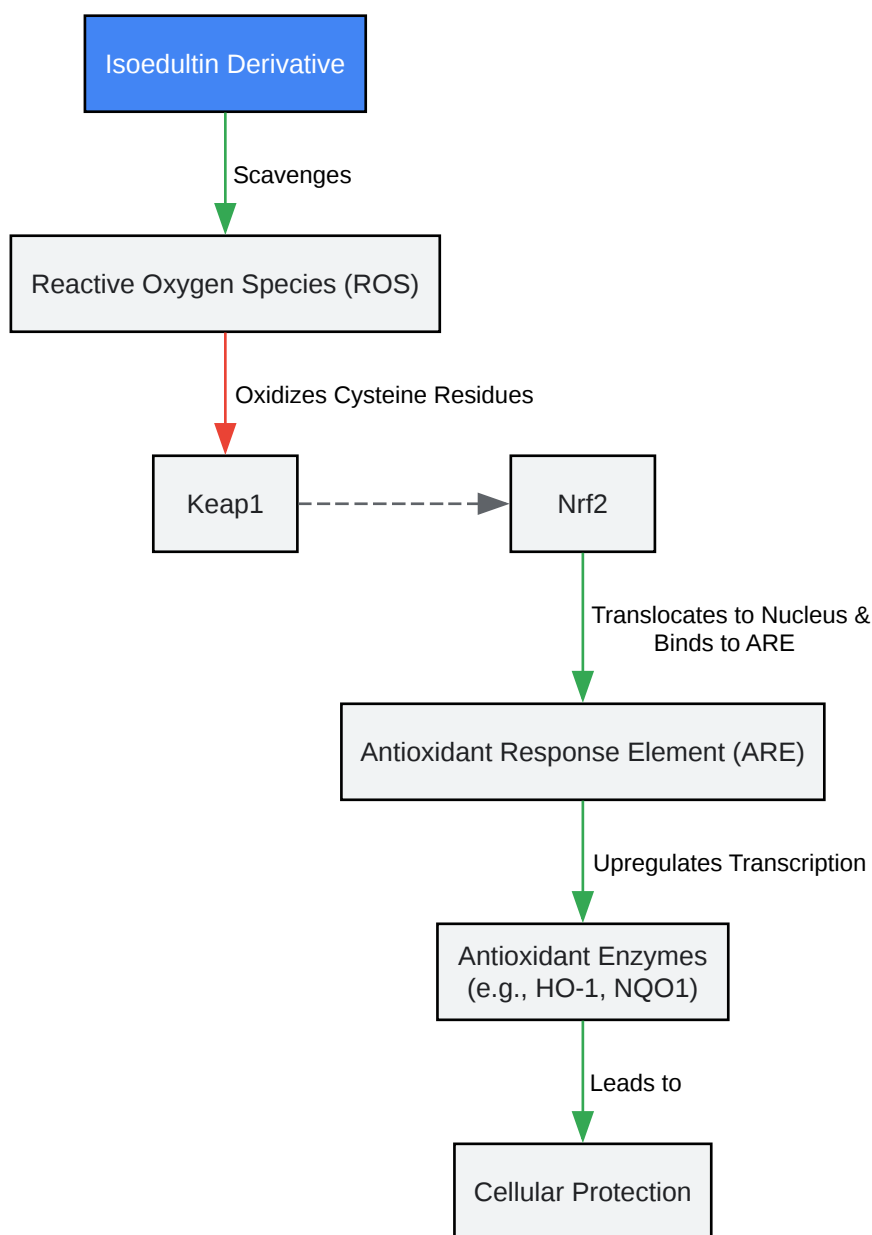 Isoedultin Derivative
Scavenges
Reactive Oxygen Species (ROS)
Oxidizes Cysteine Residues
Keap1
Nrf2
Translocates to Nucleus &
Binds to ARE
Antioxidant Response Element (ARE)
Upregulates Transcription
Antioxidant Enzymes
(e.g., HO-1, NQO1)
Leads to
Cellular Protection